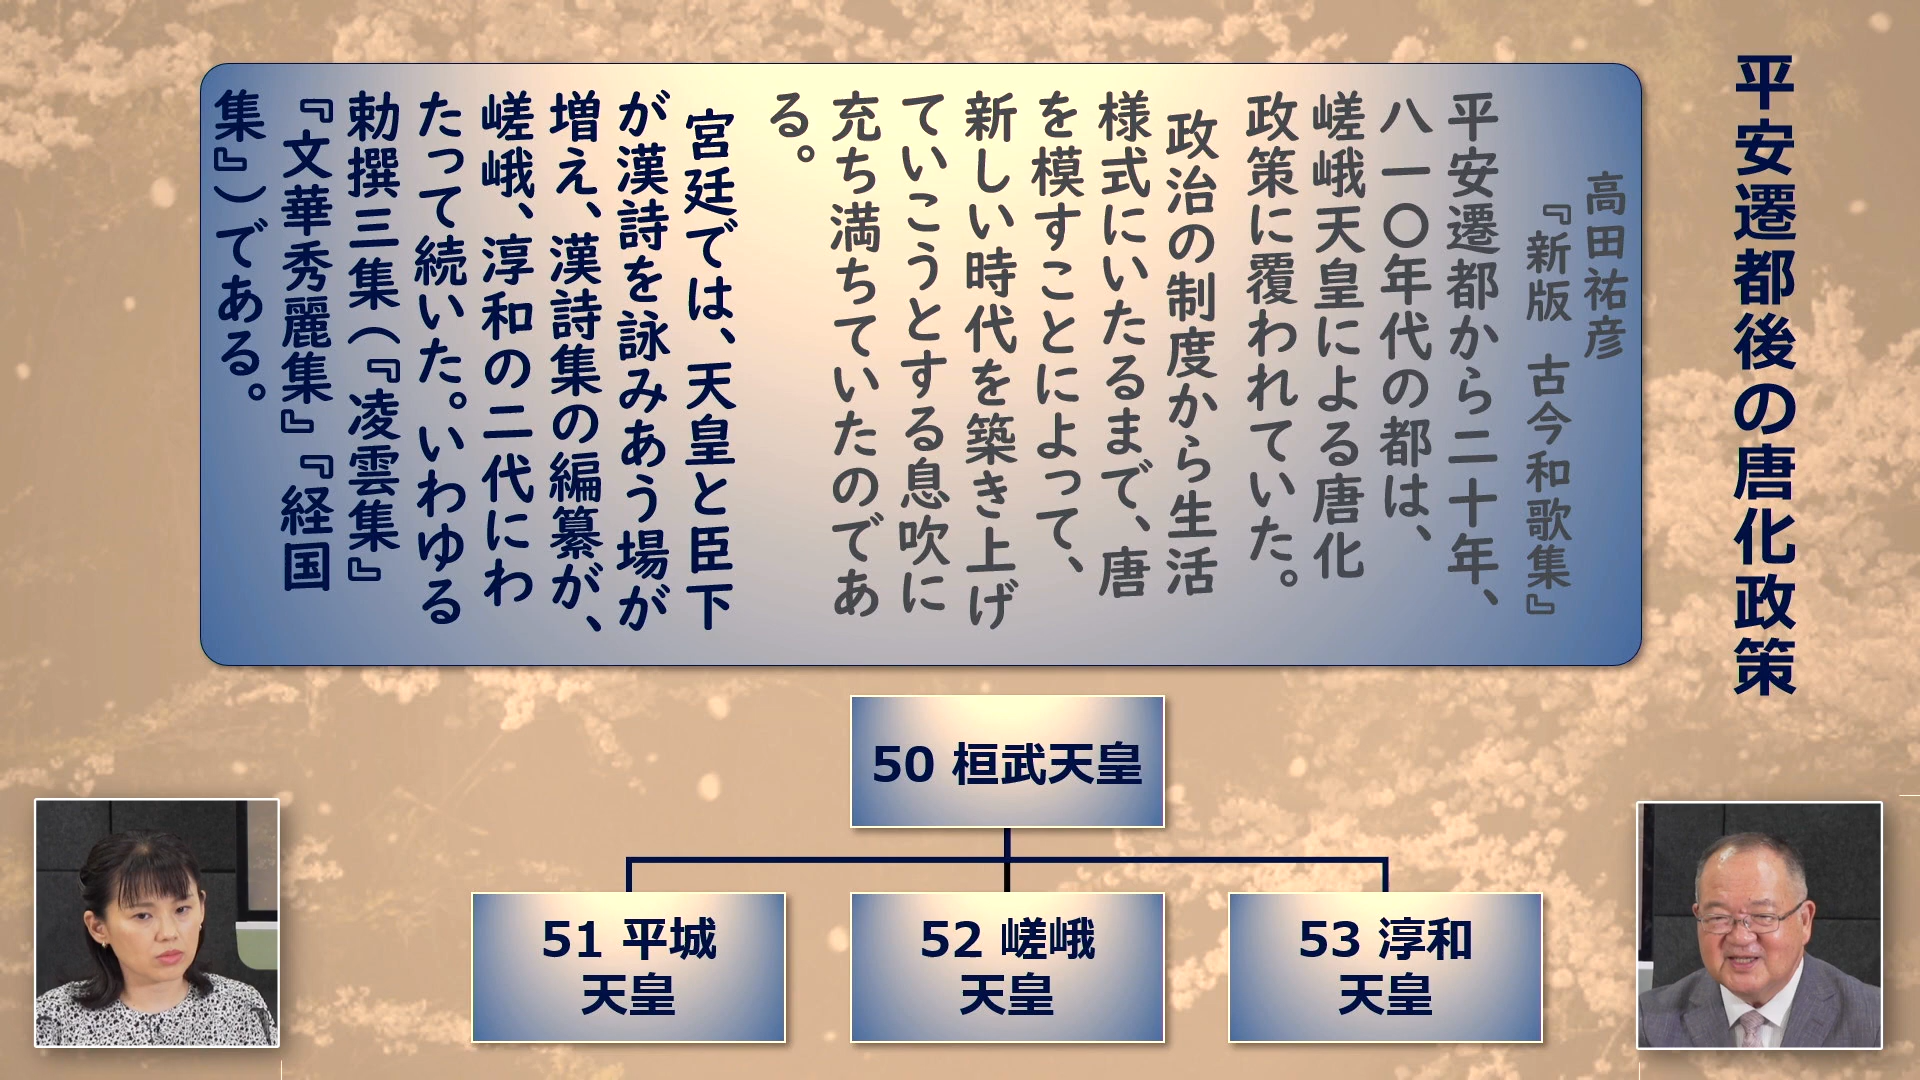 平安遷都後の唐化政策
高田祐彦
『新版　古今和歌集』
平安遷都から二十年、
八一〇年代の都は、
嵯峨天皇による唐化
政策に覆われていた。
政治の制度から生活
様式にいたるまで、唐
を模すことによって、
新しい時代を築き上げ
ていこうとする息吹に
充ち満ちていたのであ
る。
宮廷では、天皇と臣下
が漢詩を詠みあう場が
増え、漢詩集の編纂が、
嵯峨、淳和の二代にわ
たって続いた。いわゆる
勅撰三集（『凌雲集』
『文華秀麗集』『経国
集』）である。
50 桓武天皇
51 平城
天皇
52 嵯峨
天皇
53 淳和
天皇